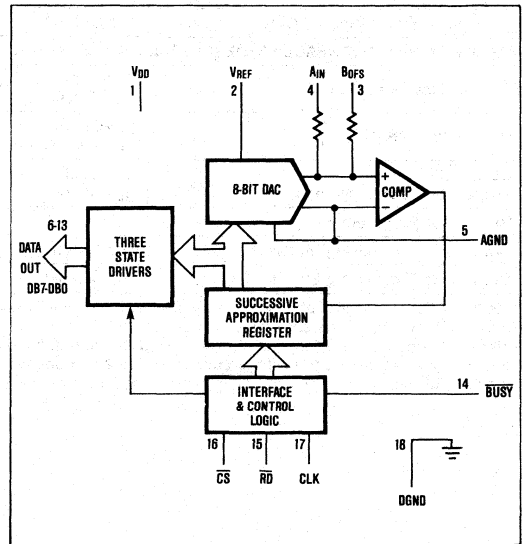 VDD
1
VREF
2
AIN
4
BOFS
3
8-BIT DAC
+
COMP
−
5
AGND
6-13
DATA
OUT
DB7-DB0
THREE
STATE
DRIVERS
SUCCESSIVE
APPROXIMATION
REGISTER
INTERFACE
& CONTROL
LOGIC
14
BUSY
16
15
17
CS
RD
CLK
18
DGND